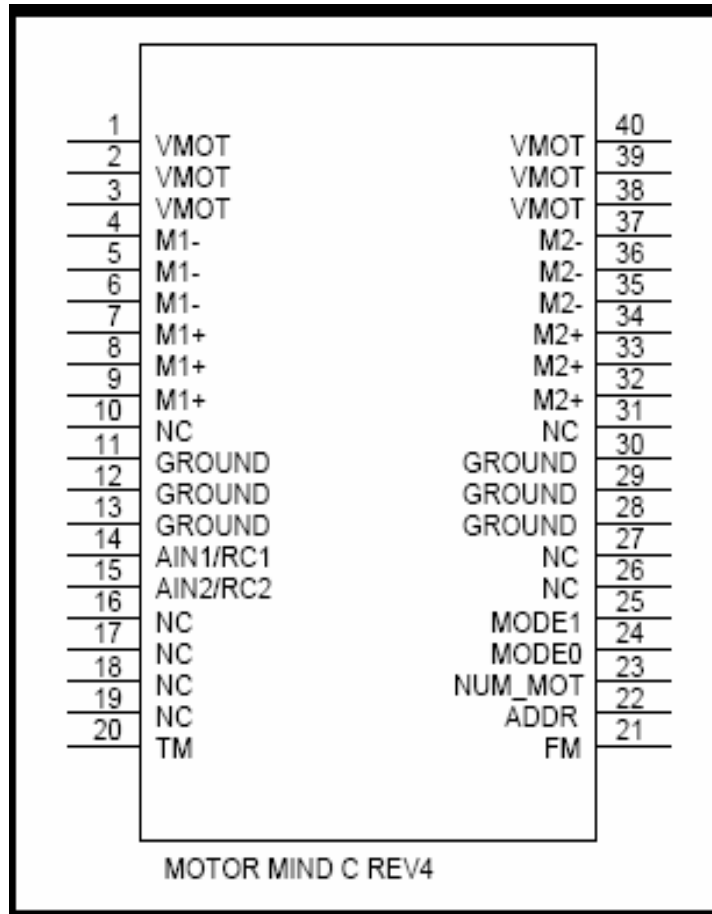 1 40
VMOT VMOT
2 39
VMOT VMOT
3 38
VMOT VMOT
4 37
M1- M2-
5 36
M1- M2-
6 35
M1- M2-
7 34
M1+ M2+
8 33
M1+ M2+
9 32
M1+ M2+
10 31
NC NC
11 30
GROUND GROUND
12 29
GROUND GROUND
13 28
GROUND GROUND
14 27
AIN1/RC1 NC
15 26
AIN2/RC2 NC
16 25
NC MODE1
17 24
NC MODE0
18 23
NC NUM_MOT
19 22
NC ADDR
20 21
TM FM
MOTOR MIND C REV4